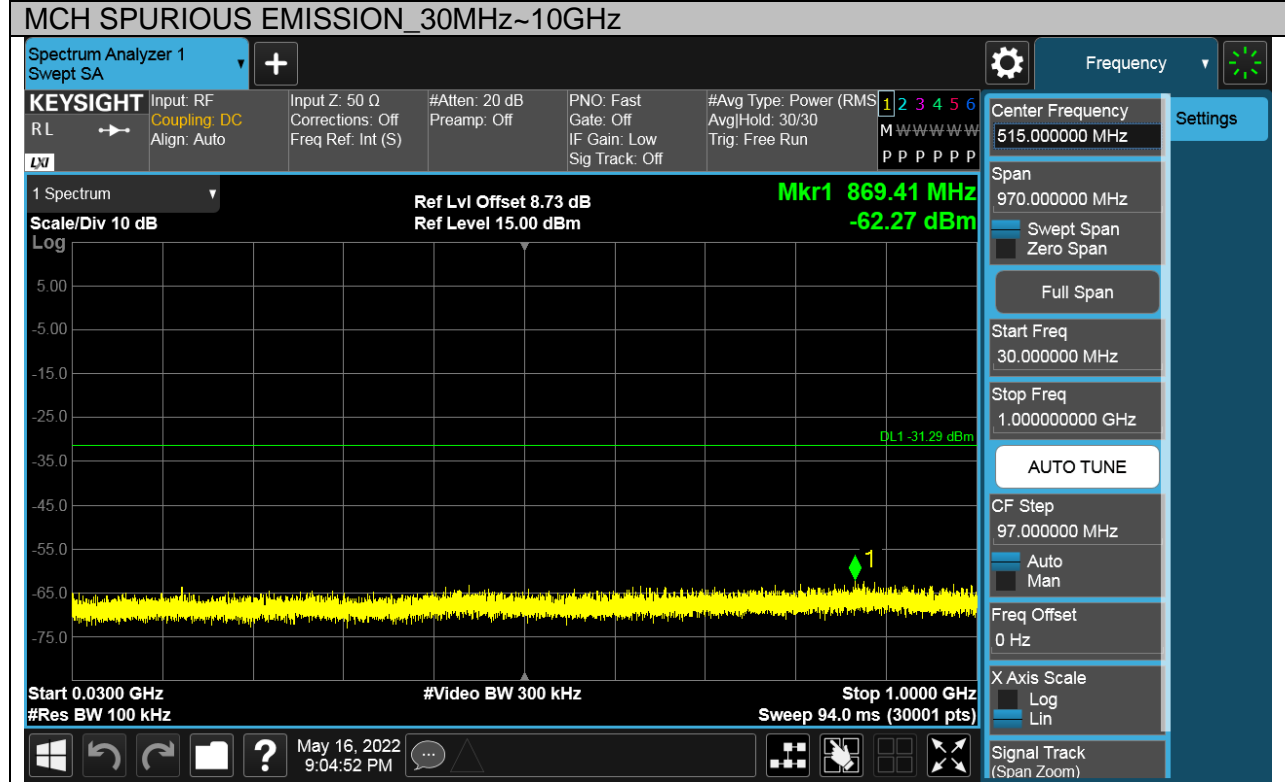 MCH SPURIOUS EMISSION_30MHz~10GHz
Spectrum Analyzer 1
Swept SA
Frequency
KEYSIGHT
RL
LXI
Input: RF
Coupling: DC
Align: Auto
Input Z: 50 Ω
Corrections: Off
Freq Ref: Int (S)
#Atten: 20 dB
Preamp: Off
PNO: Fast
Gate: Off
IF Gain: Low
Sig Track: Off
#Avg Type: Power (RMS
Avg|Hold: 30/30
Trig: Free Run
1 2 3 4 5 6
M W W W W W
P P P P P P
1 Spectrum
Scale/Div 10 dB
Ref Lvl Offset 8.73 dB
Ref Level 15.00 dBm
Mkr1 869.41 MHz
-62.27 dBm
Log
5.00
-5.00
-15.0
-25.0
DL1 -31.29 dBm
-35.0
-45.0
-55.0
1
-65.0
-75.0
Start 0.0300 GHz
#Video BW 300 kHz
Stop 1.0000 GHz
#Res BW 100 kHz
Sweep 94.0 ms (30001 pts)
Center Frequency
515.000000 MHz
Settings
Span
970.000000 MHz
Swept Span
Zero Span
Full Span
Start Freq
30.000000 MHz
Stop Freq
1.000000000 GHz
AUTO TUNE
CF Step
97.000000 MHz
Auto
Man
Freq Offset
0 Hz
X Axis Scale
Log
Lin
Signal Track
(Span Zoom)
?
May 16, 2022
9:04:52 PM